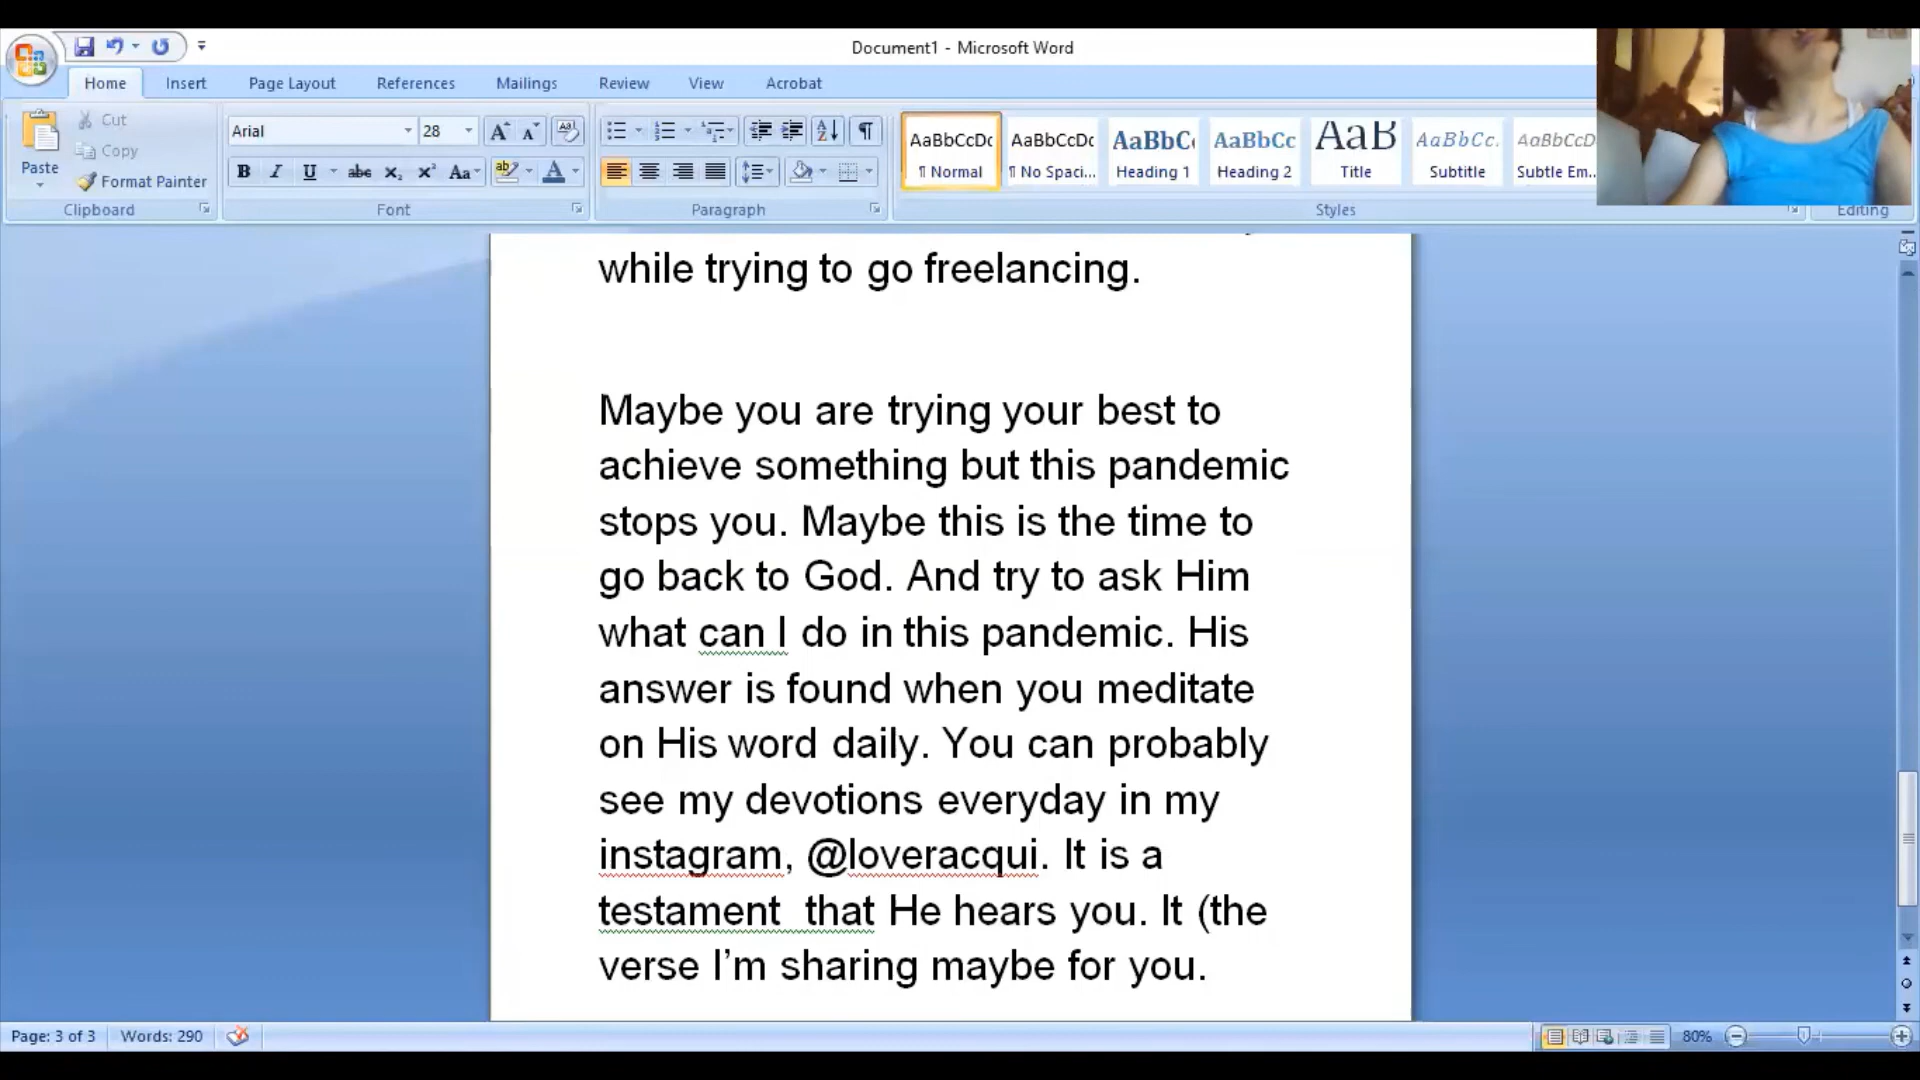 Document1 - Microsoft Word
Home Insert Page Layout References Mailings Review View Acrobat
Paste
Cut
Copy
Format Painter
Clipboard
Arial 28
Font
Paragraph
AaBbCcDc AaBbCcDc AaBbC AaBbCc AaB AaBbCc. AaBbCcD
¶ Normal ¶ No Spaci... Heading 1 Heading 2 Title Subtitle Subtle Em...
Styles
Editing
while trying to go freelancing.
Maybe you are trying your best to
achieve something but this pandemic
stops you. Maybe this is the time to
go back to God. And try to ask Him
what can I do in this pandemic. His
answer is found when you meditate
on His word daily. You can probably
see my devotions everyday in my
instagram, @loveracqui. It is a
testament  that He hears you. It (the
verse I’m sharing maybe for you.
Page: 3 of 3 Words: 290
80%